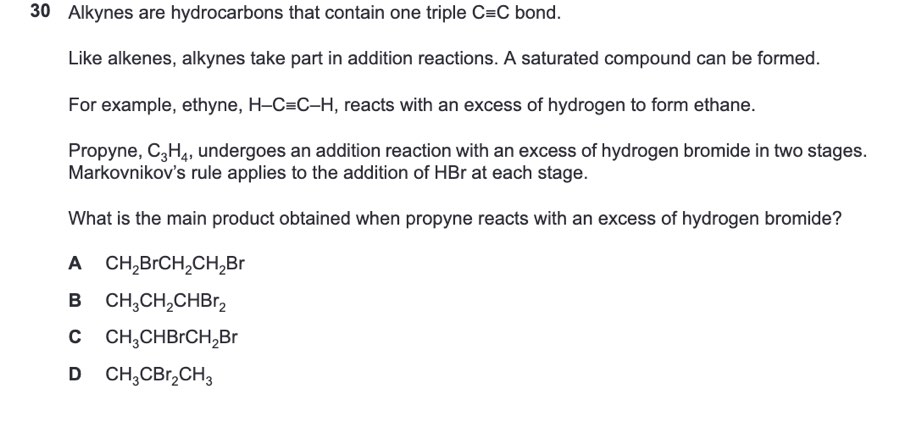 30 Alkynes are hydrocarbons that contain one triple C≡C bond.
Like alkenes, alkynes take part in addition reactions. A saturated compound can be formed.
For example, ethyne, H–C≡C–H, reacts with an excess of hydrogen to form ethane.
Propyne, C₃H₄, undergoes an addition reaction with an excess of hydrogen bromide in two stages.
Markovnikov's rule applies to the addition of HBr at each stage.
What is the main product obtained when propyne reacts with an excess of hydrogen bromide?
A CH₂BrCH₂CH₂Br
B CH₃CH₂CHBr₂
C CH₃CHBrCH₂Br
D CH₃CBr₂CH₃